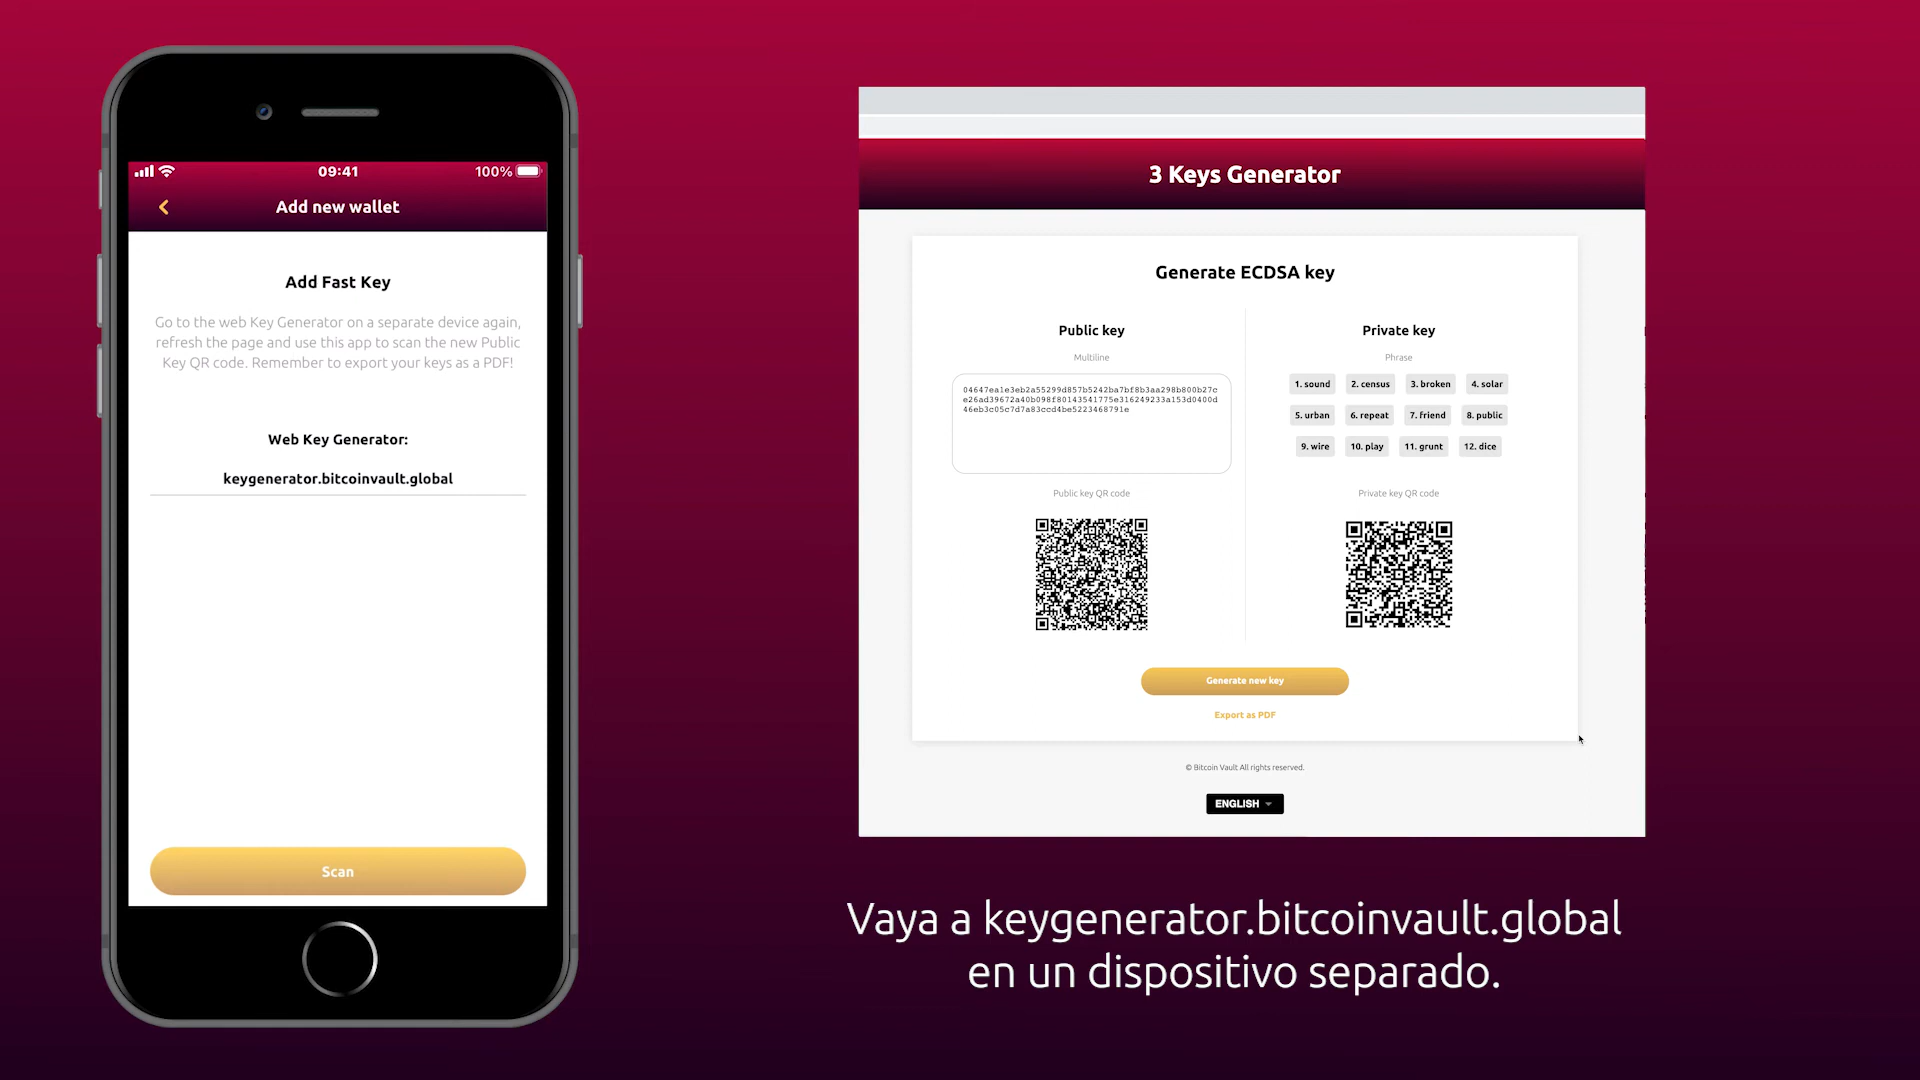 09:41
100%
Add new wallet
Add Fast Key
Go to the web Key Generator on a separate device again,
refresh the page and use this app to scan the new Public
Key QR code. Remember to export your keys as a PDF!
Web Key Generator:
keygenerator.bitcoinvault.global
Scan
3 Keys Generator
Generate ECDSA key
Public key
Multiline
04647ea1e3eb2a55299d857b5242ba7bf8b3aa298b800b27c
e26ad39672a40b098f80143541775e316249233a153d0400d
46eb3c05c7d7a83ccd4be5223468791e
Public key QR code
Private key
Phrase
1. sound 2. census 3. broken 4. solar
5. urban 6. repeat 7. friend 8. public
9. wire 10. play 11. grunt 12. dice
Private key QR code
Generate new key
Export as PDF
© Bitcoin Vault All rights reserved.
ENGLISH
Vaya a keygenerator.bitcoinvault.global
en un dispositivo separado.